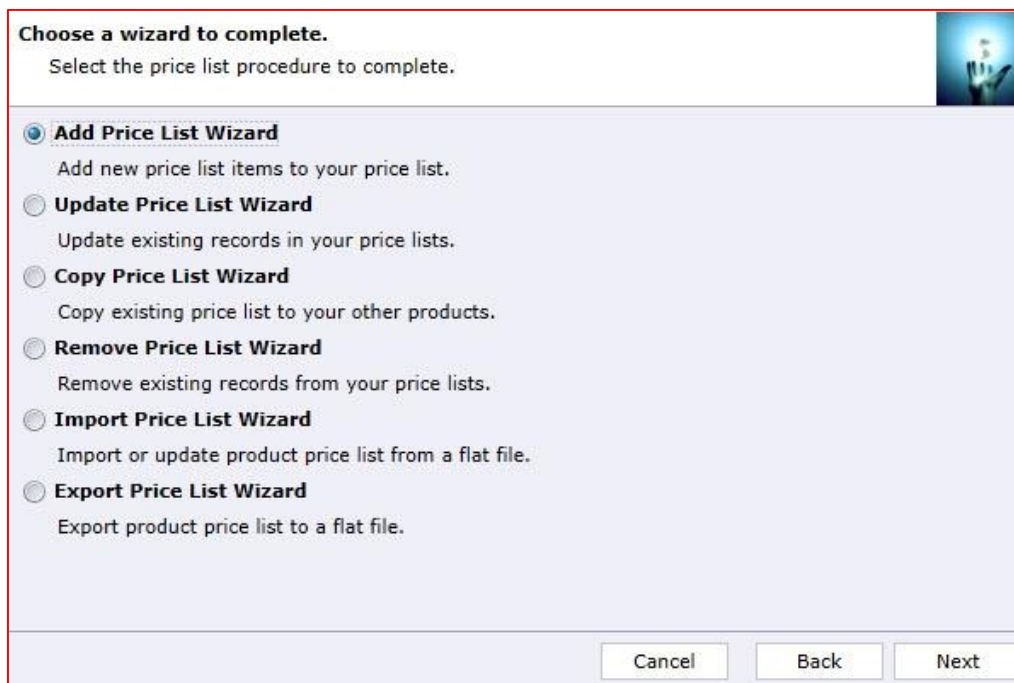 Choose a wizard to complete.
Select the price list procedure to complete.
Add Price List Wizard
Add new price list items to your price list.
Update Price List Wizard
Update existing records in your price lists.
Copy Price List Wizard
Copy existing price list to your other products.
Remove Price List Wizard
Remove existing records from your price lists.
Import Price List Wizard
Import or update product price list from a flat file.
Export Price List Wizard
Export product price list to a flat file.
Cancel Back Next